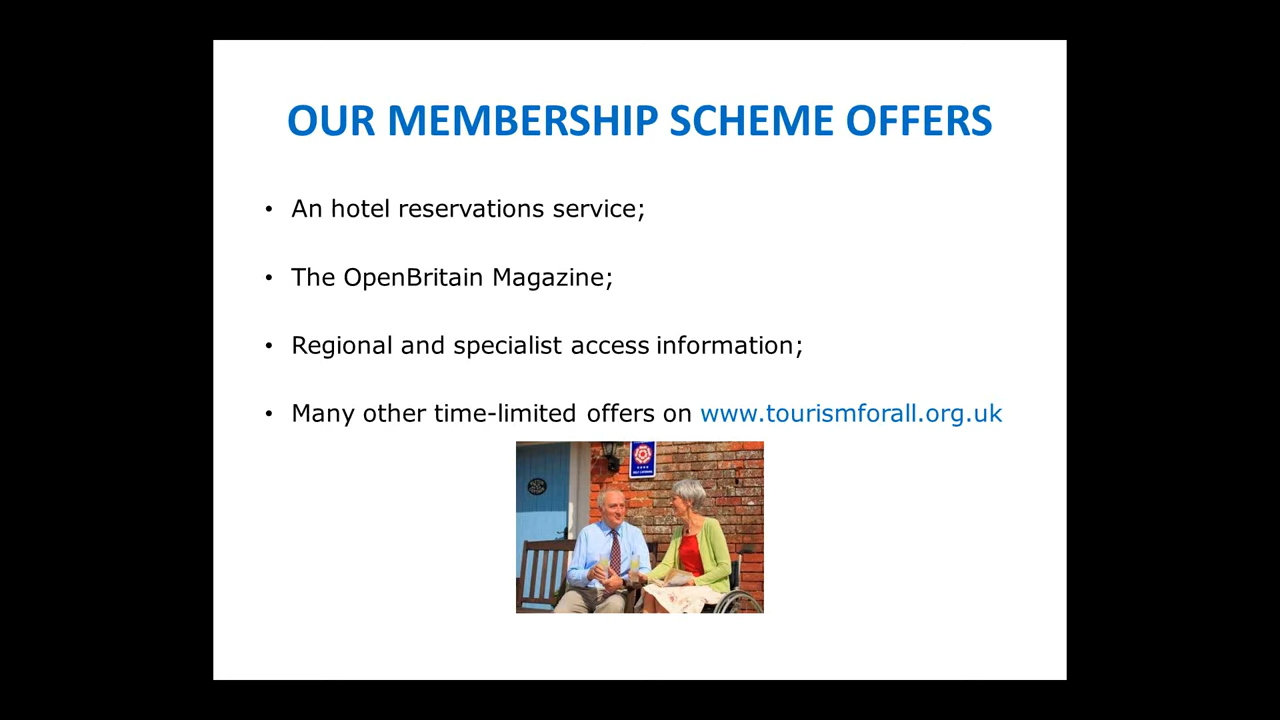 OUR MEMBERSHIP SCHEME OFFERS
• An hotel reservations service;
• The OpenBritain Magazine;
• Regional and specialist access information;
• Many other time-limited offers on www.tourismforall.org.uk